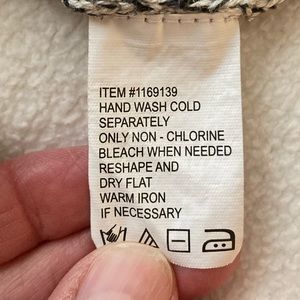 ITEM #1169139
HAND WASH COLD
SEPARATELY
ONLY NON - CHLORINE
BLEACH WHEN NEEDED
RESHAPE AND
DRY FLAT
WARM IRON
IF NECESSARY